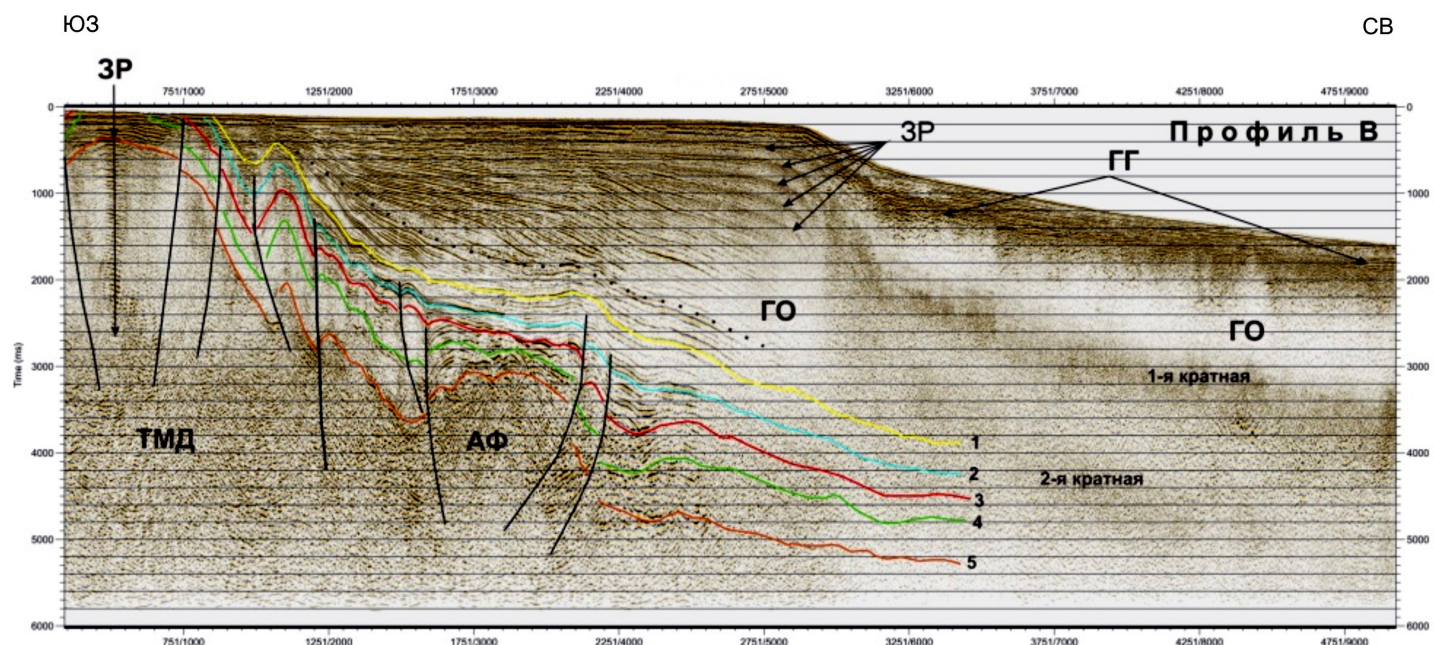 ЮЗ СВ
ЗР
751/1000 1251/2000 1751/3000 2251/4000 2751/5000 3251/6000 3751/7000 4251/8000 4751/9000
0 0
ЗР Профиль В
ГГ
1000 1000
2000 2000
ГО
ГО
Time (ms)
3000 3000
1-я кратная
ТМД АФ 1
4000 4000
2 2-я кратная
3
4
5000 5000
5
6000 6000
751/1000 1251/2000 1751/3000 2251/4000 2751/5000 3251/6000 3751/7000 4251/8000 4751/9000